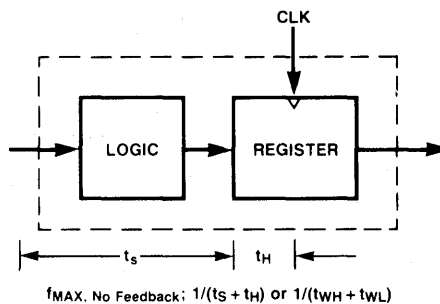 CLK
LOGIC
REGISTER
tS
tH
fMAX, No Feedback; 1/(tS + tH) or 1/(tWH + tWL)